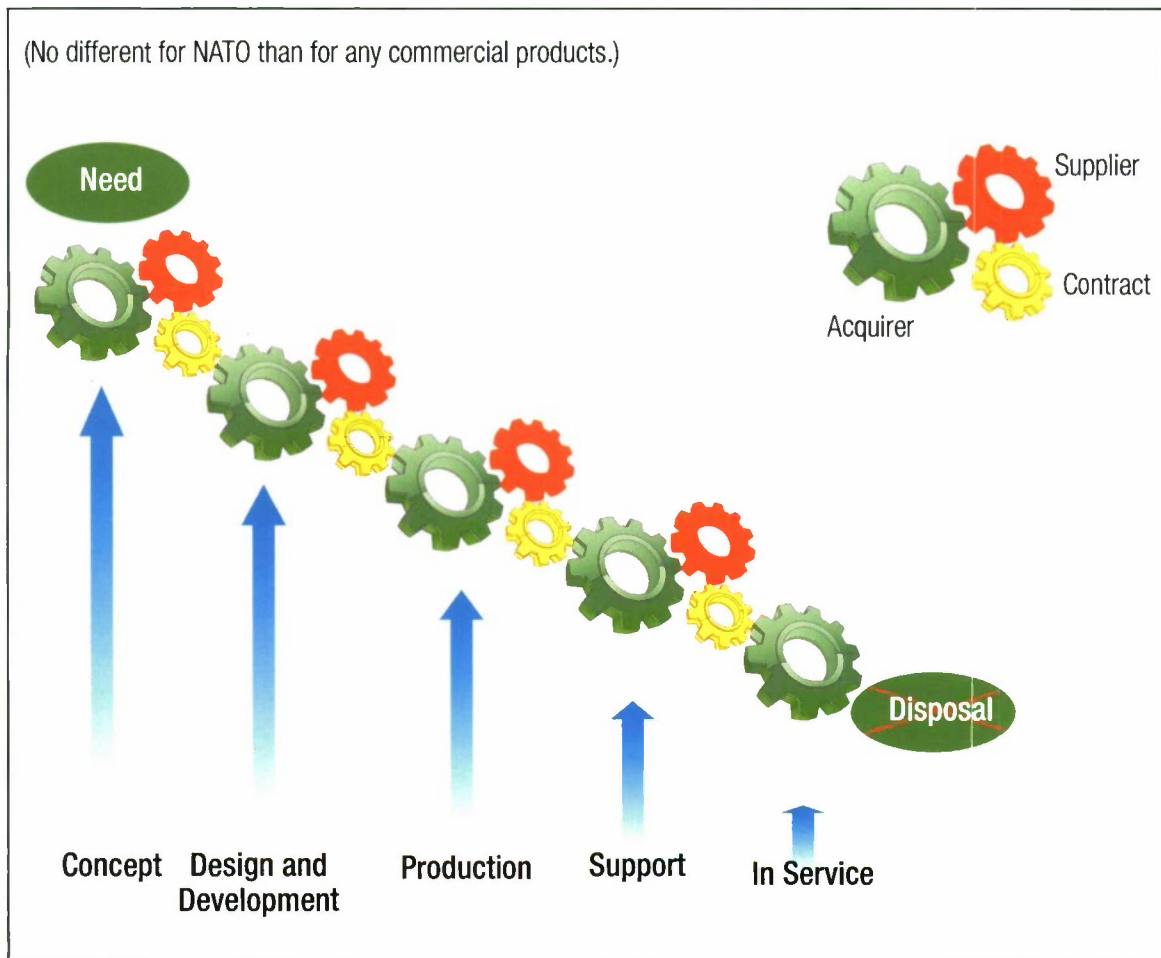 (No different for NATO than for any commercial products.)
Need
Supplier
Contract
Acquirer
Disposal
Concept
Design and
Development
Production
Support
In Service